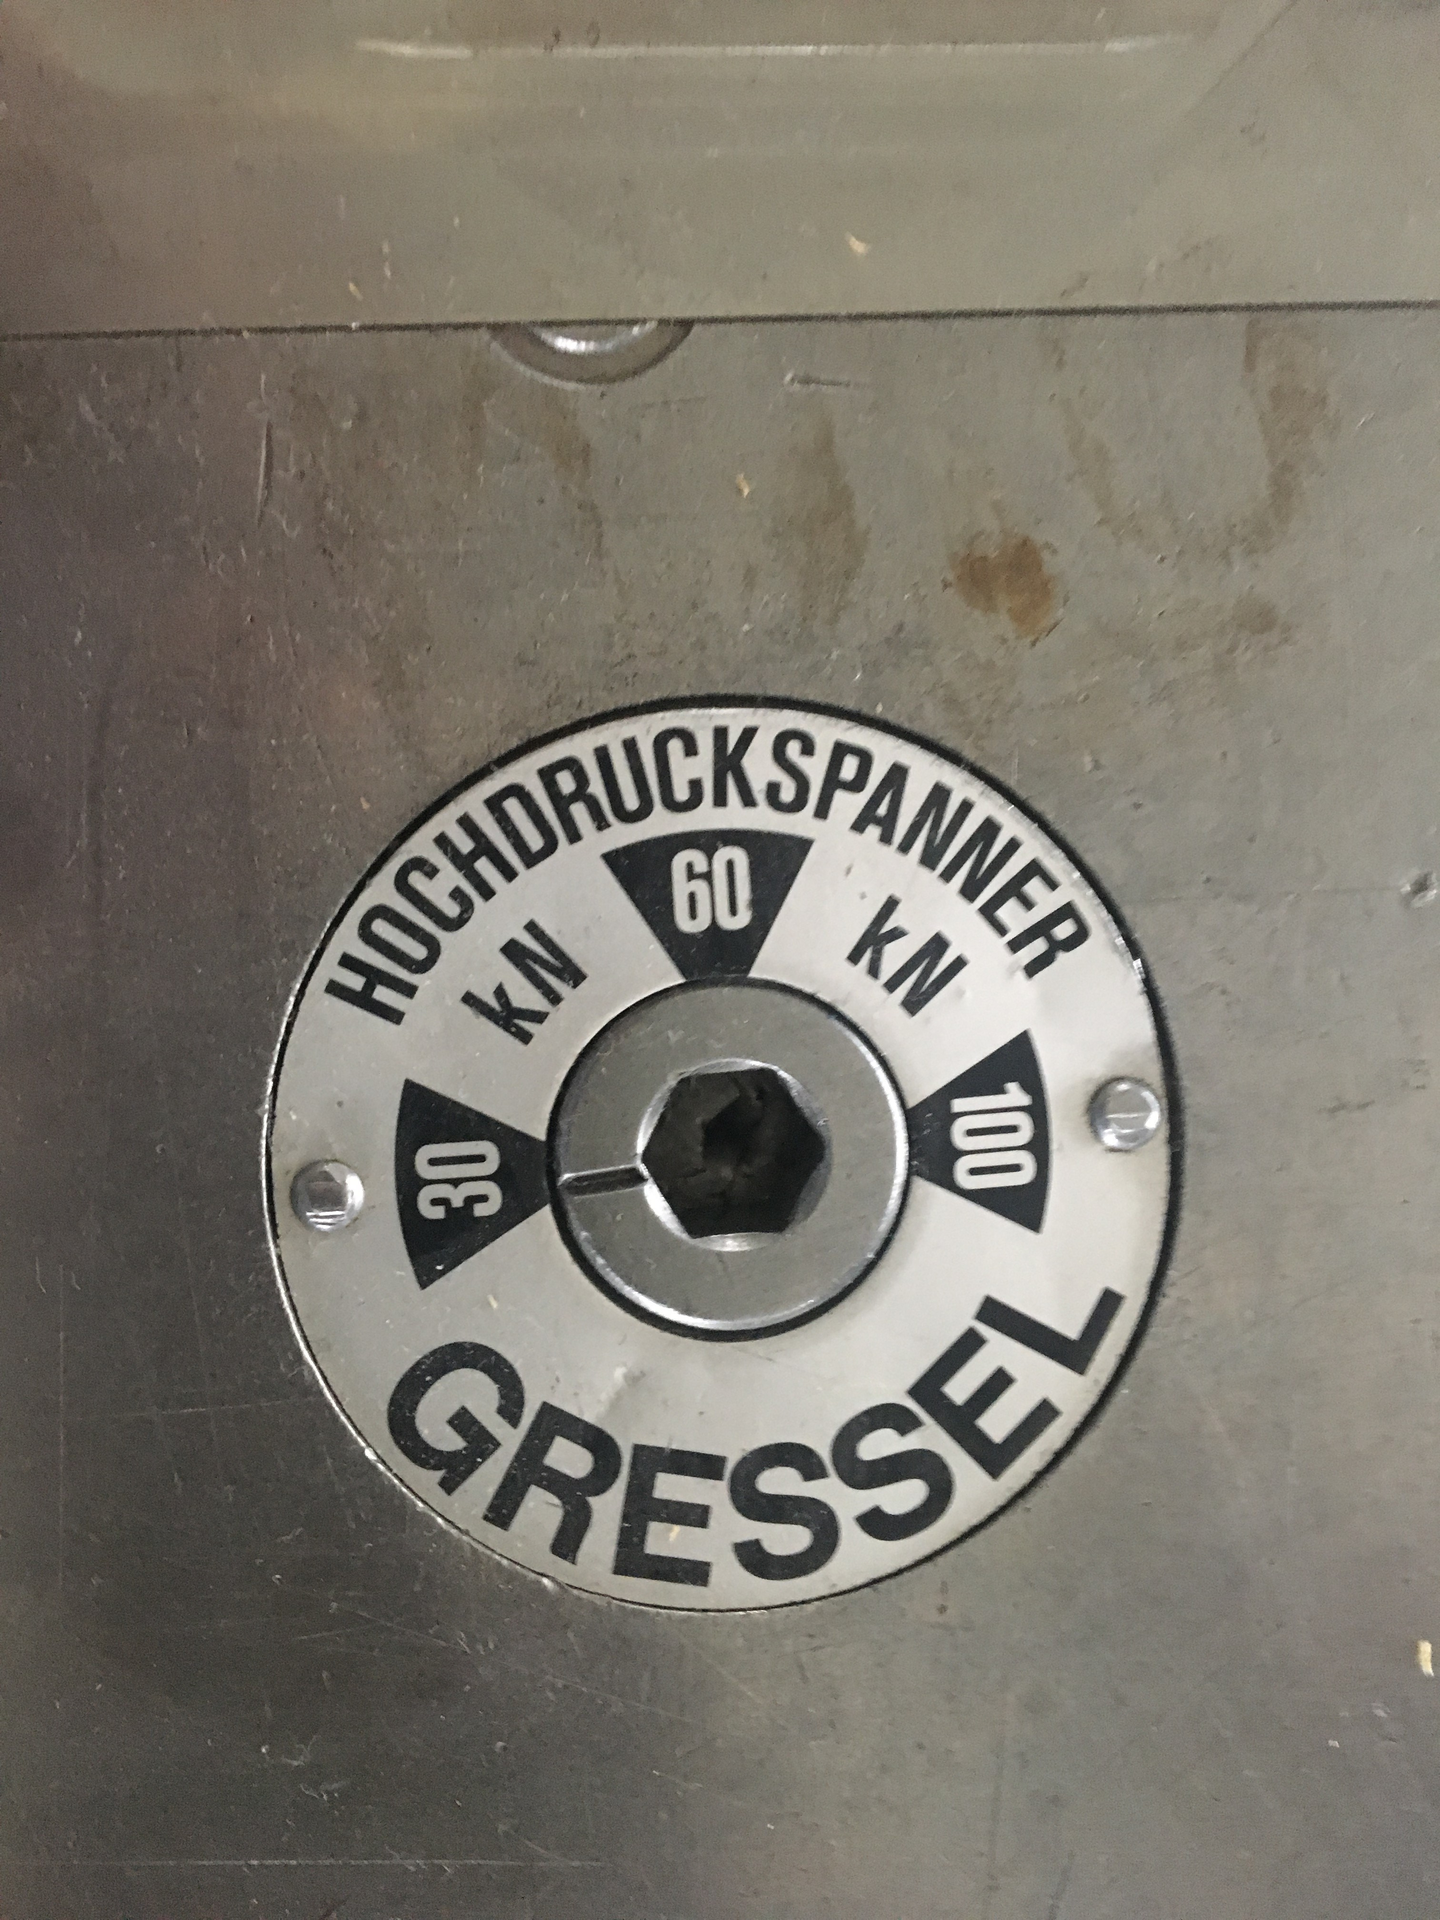 HOCHDRUCKSPANNER
kN 60 kN
30 100
GRESSEL